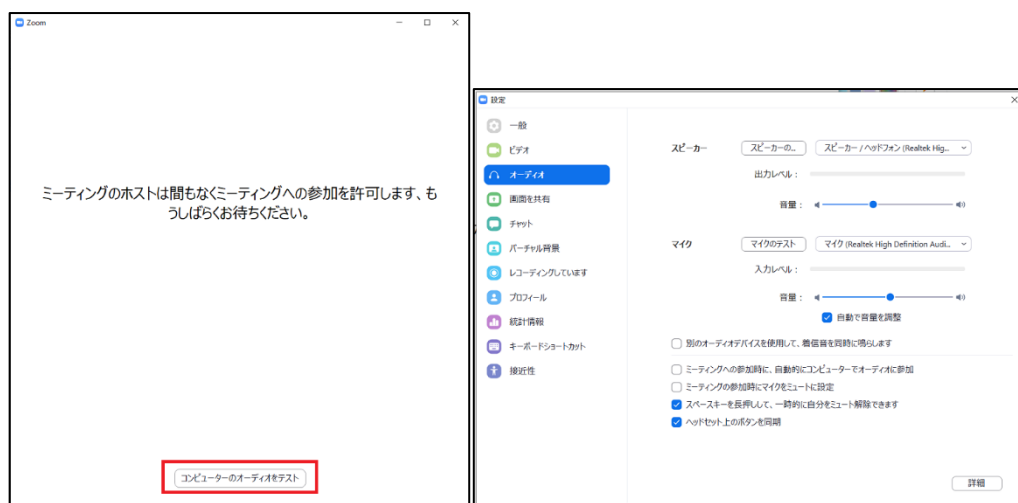 Zoom
ミーティングのホストは間もなくミーティングへの参加を許可します、も
うしばらくお待ちください。
コンピューターのオーディオをテスト
設定
一般
ビデオ
オーディオ
画面を共有
チャット
バーチャル背景
レコーディングしています
プロフィール
統計情報
キーボードショートカット
接近性
スピーカー
スピーカーの...
スピーカー / ヘッドフォン (Realtek Hig...
出力レベル：
音量：
マイク
マイクのテスト
マイク (Realtek High Definition Audi...
入力レベル：
音量：
自動で音量を調整
別のオーディオデバイスを使用して、着信音を同時に鳴らします
ミーティングへの参加時に、自動的にコンピューターでオーディオに参加
ミーティングの参加時にマイクをミュートに設定
スペースキーを長押しして、一時的に自分をミュート解除できます
ヘッドセット上のボタンを同期
詳細